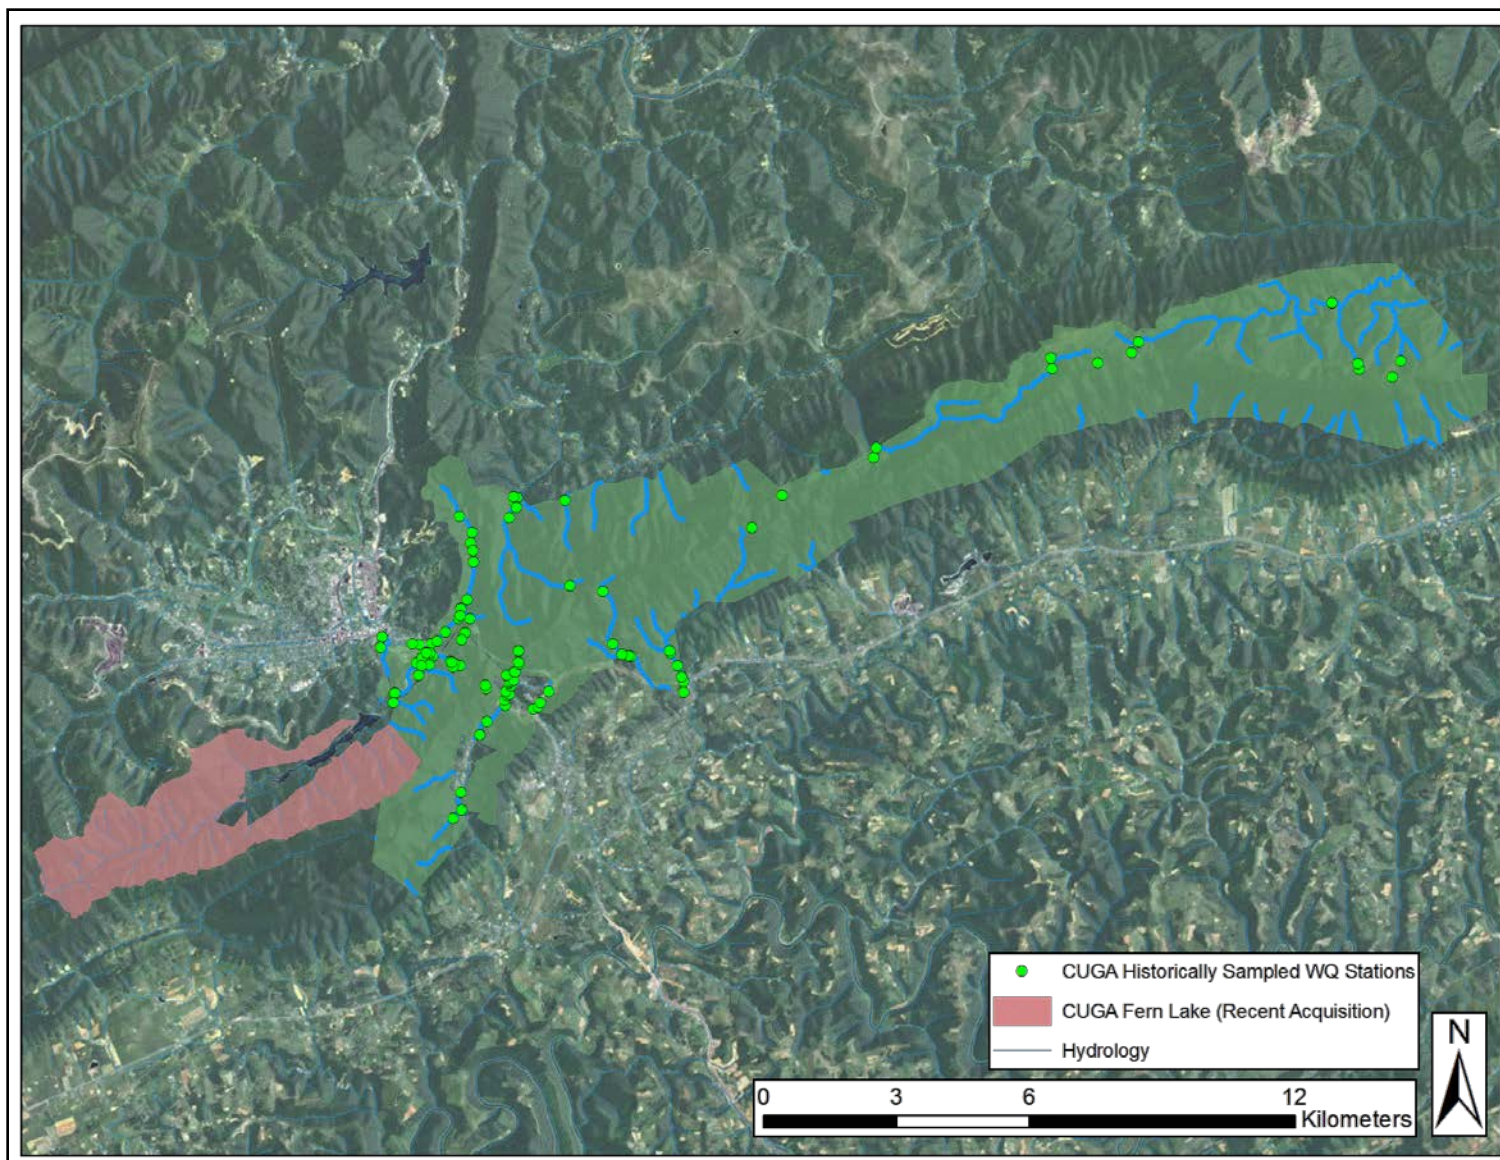 CUGA Historically Sampled WQ Stations
CUGA Fern Lake (Recent Acquisition)
Hydrology
N
0 3 6 12
Kilometers